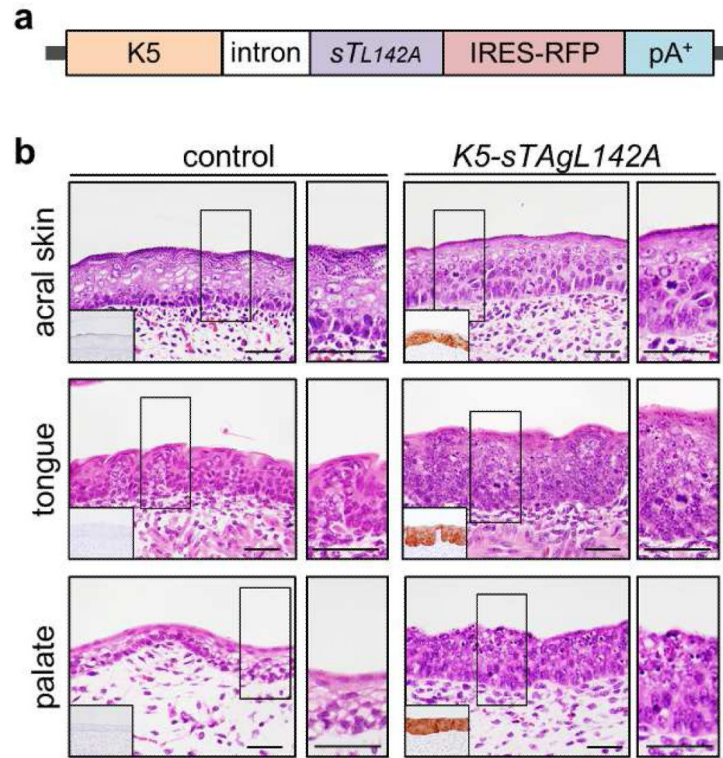 a
K5 intron sTL142A IRES-RFP pA+
b
control K5-sTAgL142A
acral skin
tongue
palate